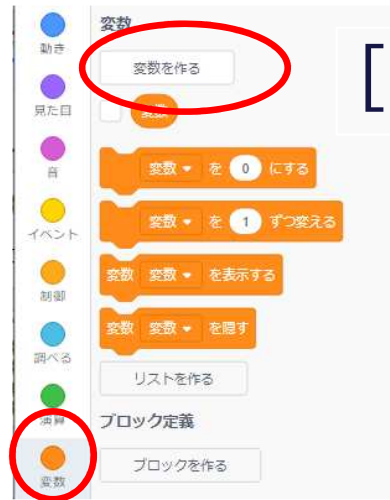 動き
見た目
音
イベント
制御
調べる
演算
変数
変数
変数を作る
変数
変数 を 0 にする
変数 を 1 ずつ変える
変数 変数 を表示する
変数 変数 を隠す
リストを作る
ブロック定義
ブロックを作る
[